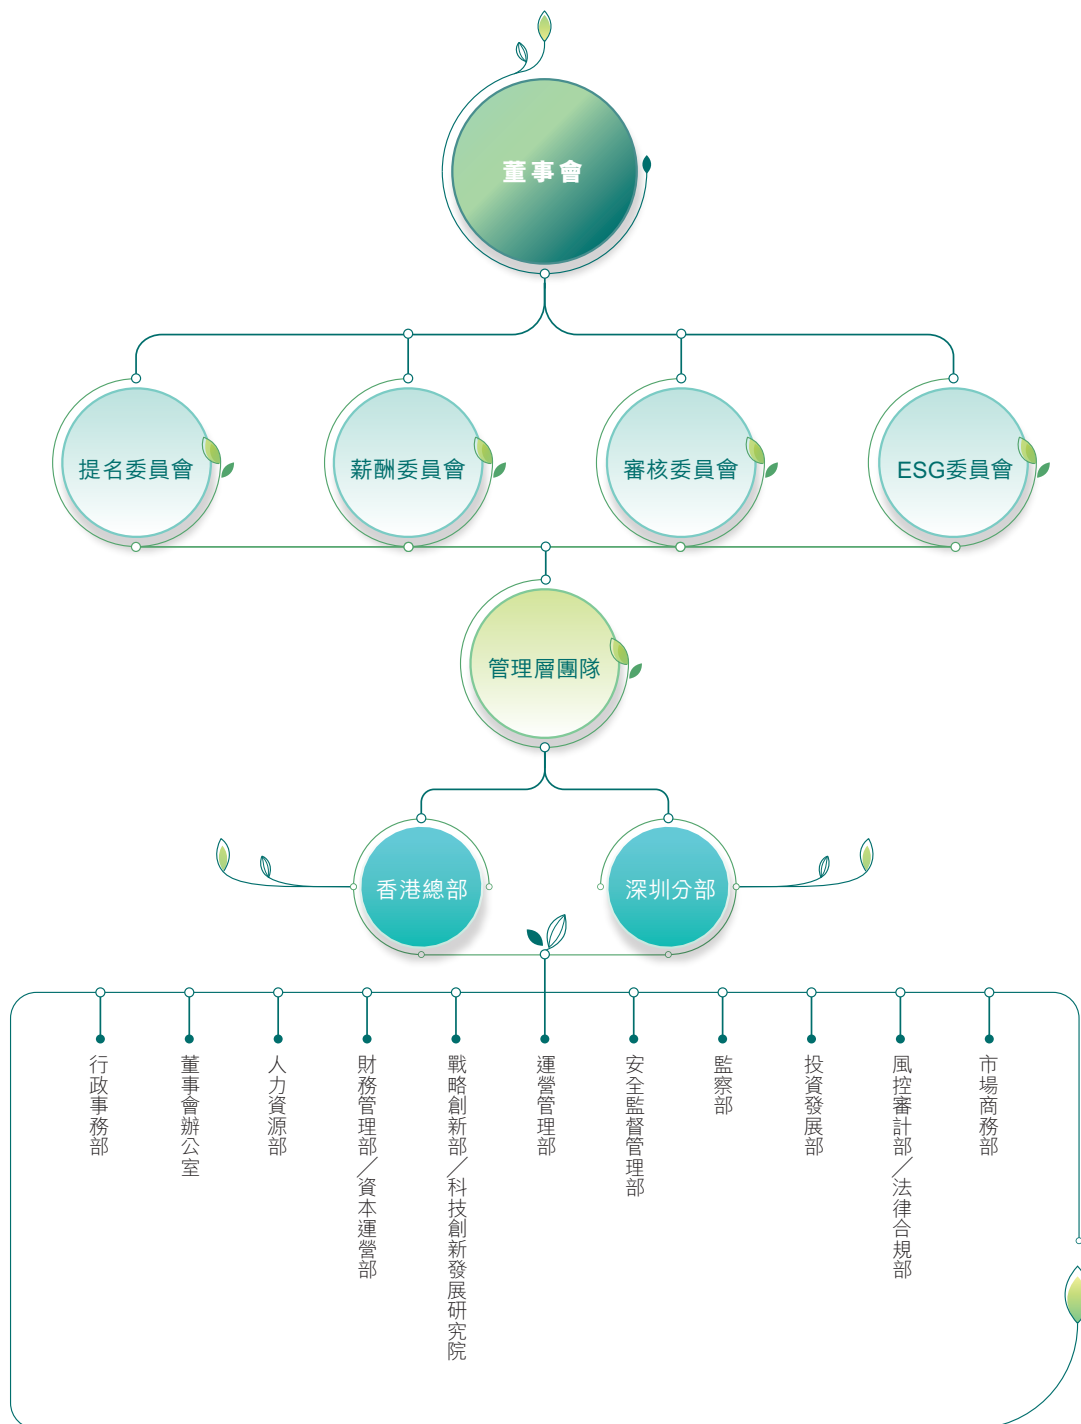 董事會
提名委員會
薪酬委員會
審核委員會
ESG委員會
管理層團隊
香港總部
深圳分部
行政事務部
董事會辦公室
人力資源部
財務管理部／資本運營部
戰略創新部／科技創新發展研究院
運營管理部
安全監督管理部
監察部
投資發展部
風控審計部／法律合規部
市場商務部